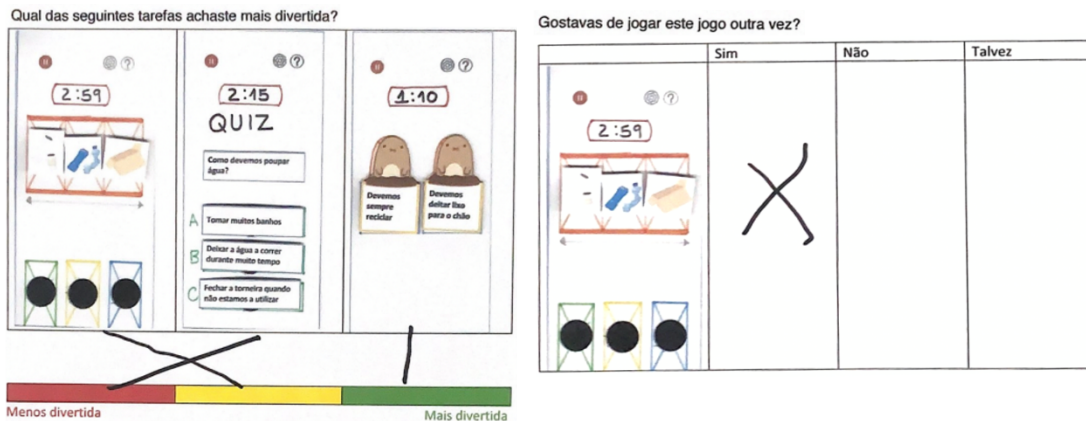 Qual das seguintes tarefas achaste mais divertida?
2:59
2:15
QUIZ
Como devemos poupar
água?
A Tomar muitos banhos
B Deixar a água a correr
durante muito tempo
C Fechar a torneira quando
não estamos a utilizar
1:10
Devemos
sempre
reciclar
Devemos
deitar lixo
para o chão
Menos divertida
Mais divertida
Gostavas de jogar este jogo outra vez?
Sim Não Talvez
2:59